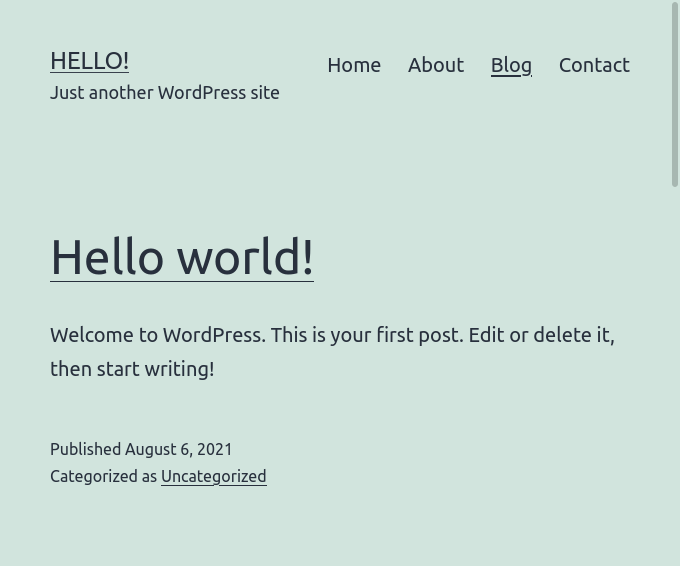 HELLO!
Just another WordPress site
Home About Blog Contact
Hello world!
Welcome to WordPress. This is your first post. Edit or delete it,
then start writing!
Published August 6, 2021
Categorized as Uncategorized